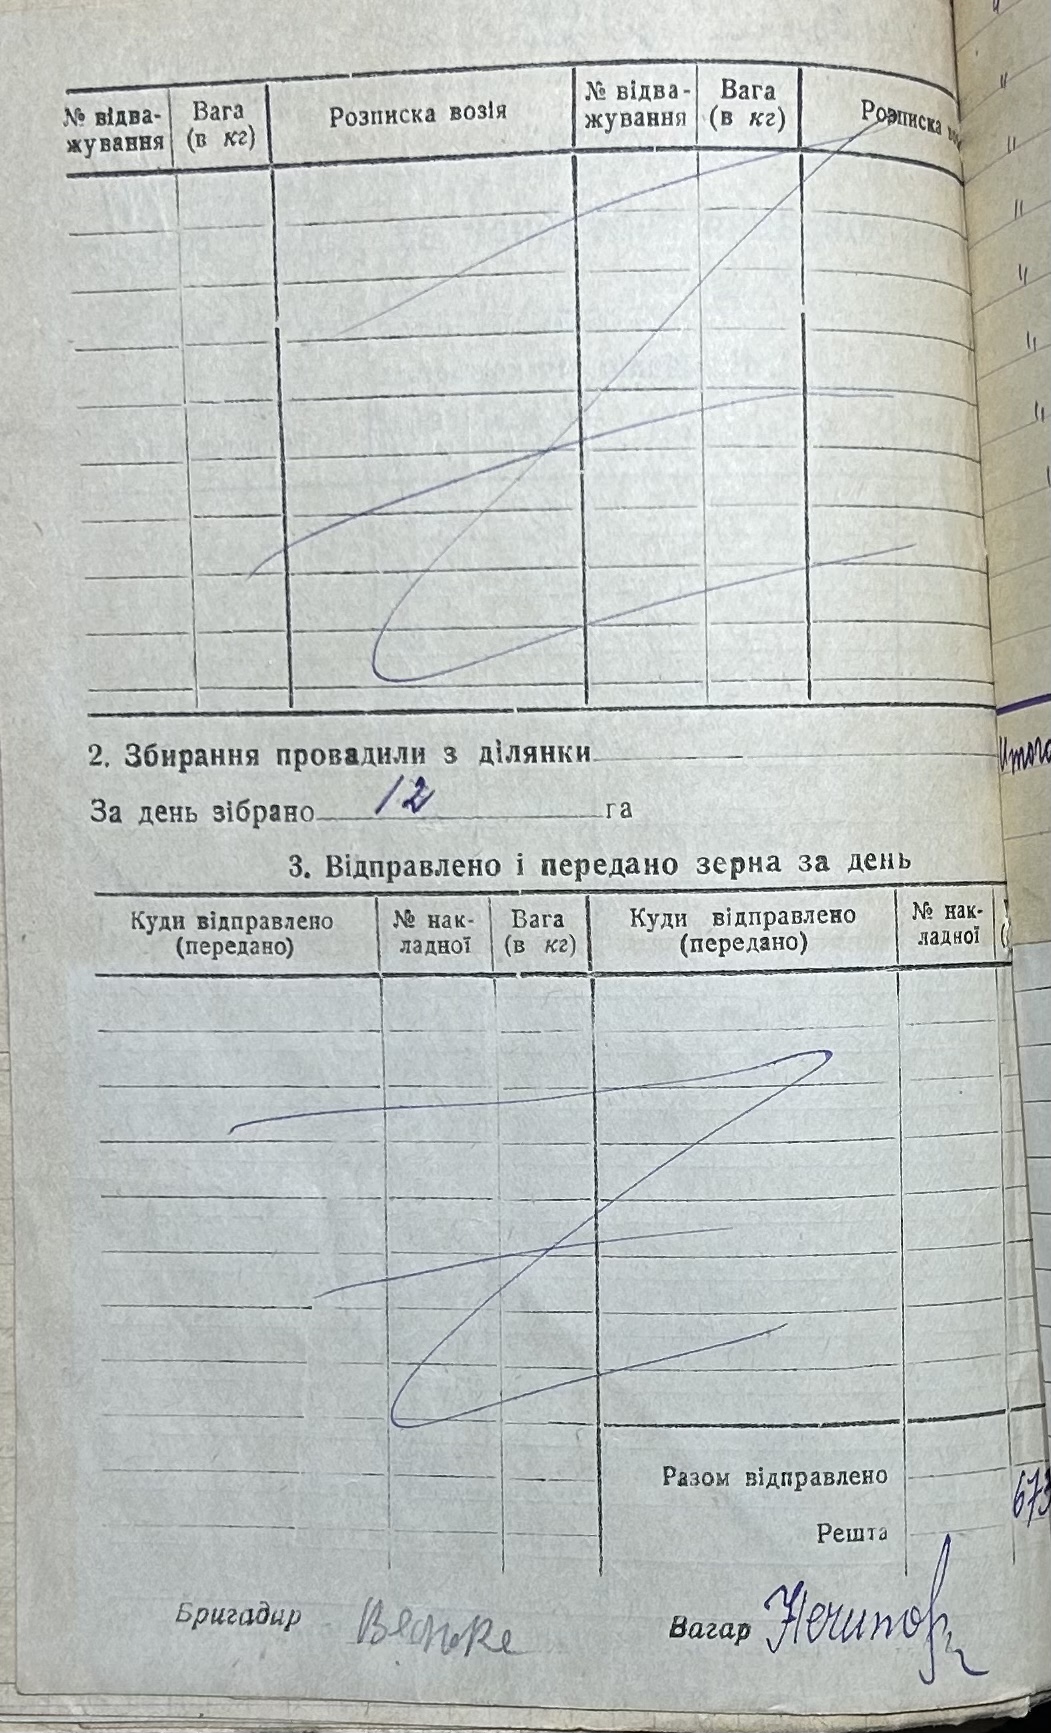 № відва-
жування
Вага
(в кг)
Розписка возія
№ відва-
жування
Вага
(в кг)
Розписка
2. Збирання провадили з ділянки
За день зібрано 12 га
3. Відправлено і передано зерна за день
Куди відправлено
(передано)
№ нак-
ладної
Вага
(в кг)
Куди відправлено
(передано)
№ нак-
ладної
Разом відправлено
Решта
Бригадир
Вагар
Итого
673